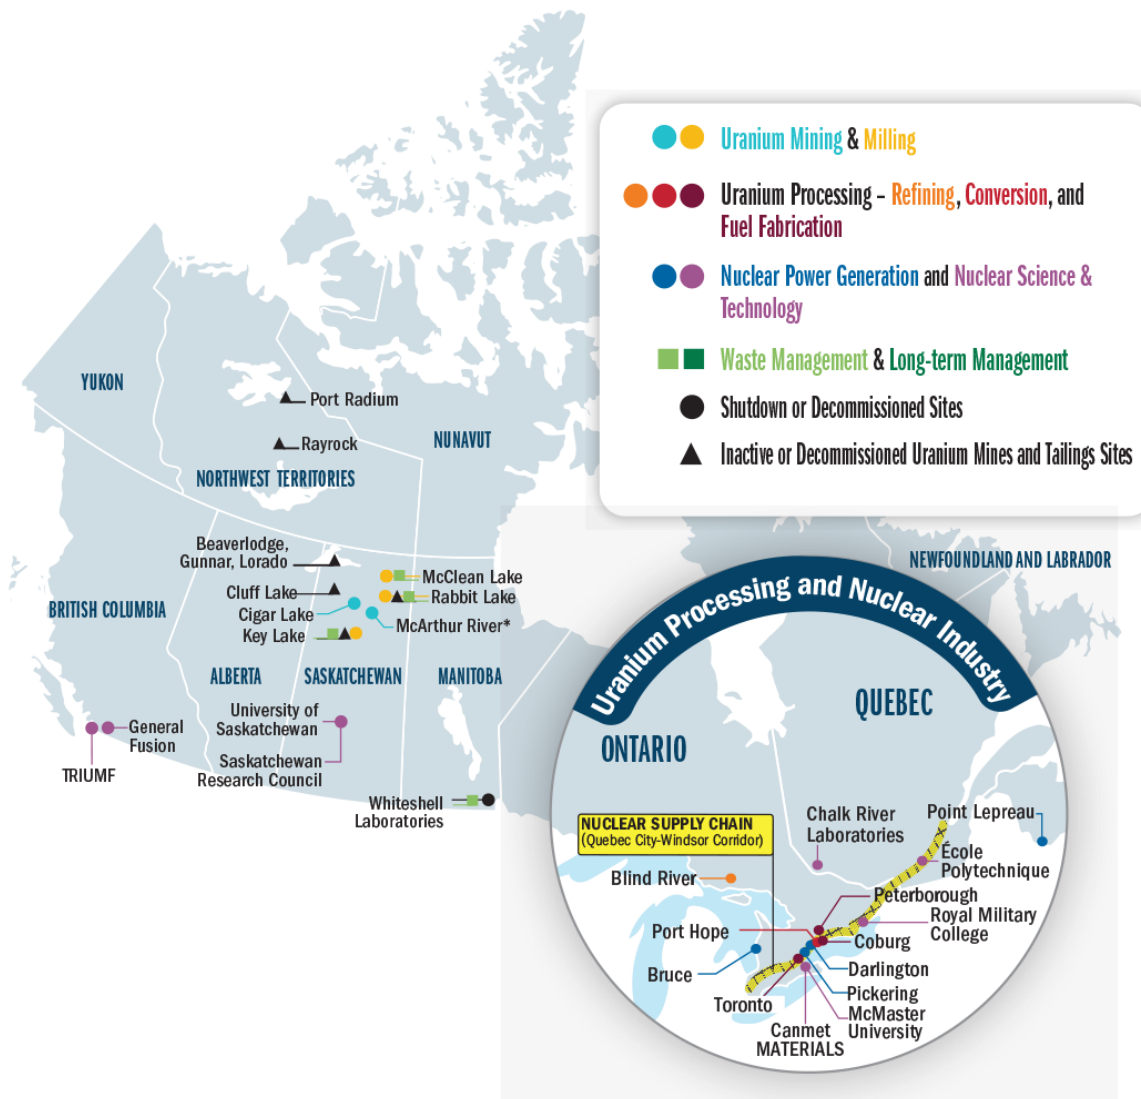 Uranium Mining & Milling
Uranium Processing – Refining, Conversion, and
Fuel Fabrication
Nuclear Power Generation and Nuclear Science &
Technology
Waste Management & Long-term Management
Shutdown or Decommissioned Sites
Inactive or Decommissioned Uranium Mines and Tailings Sites
YUKON
Port Radium
Rayrock
NUNAVUT
NORTHWEST TERRITORIES
Beaverlodge,
Gunnar, Lorado
Cluff Lake
Cigar Lake
Key Lake
McClean Lake
Rabbit Lake
McArthur River*
BRITISH COLUMBIA
ALBERTA
SASKATCHEWAN
MANITOBA
General
Fusion
TRIUMF
University of
Saskatchewan
Saskatchewan
Research Council
Whiteshell
Laboratories
NEWFOUNDLAND AND LABRADOR
Uranium Processing and Nuclear Industry
QUEBEC
ONTARIO
NUCLEAR SUPPLY CHAIN
(Quebec City-Windsor Corridor)
Chalk River
Laboratories
Point Lepreau
École
Polytechnique
Blind River
Peterborough
Royal Military
College
Port Hope
Coburg
Bruce
Darlington
Pickering
Toronto
McMaster
University
Canmet
MATERIALS